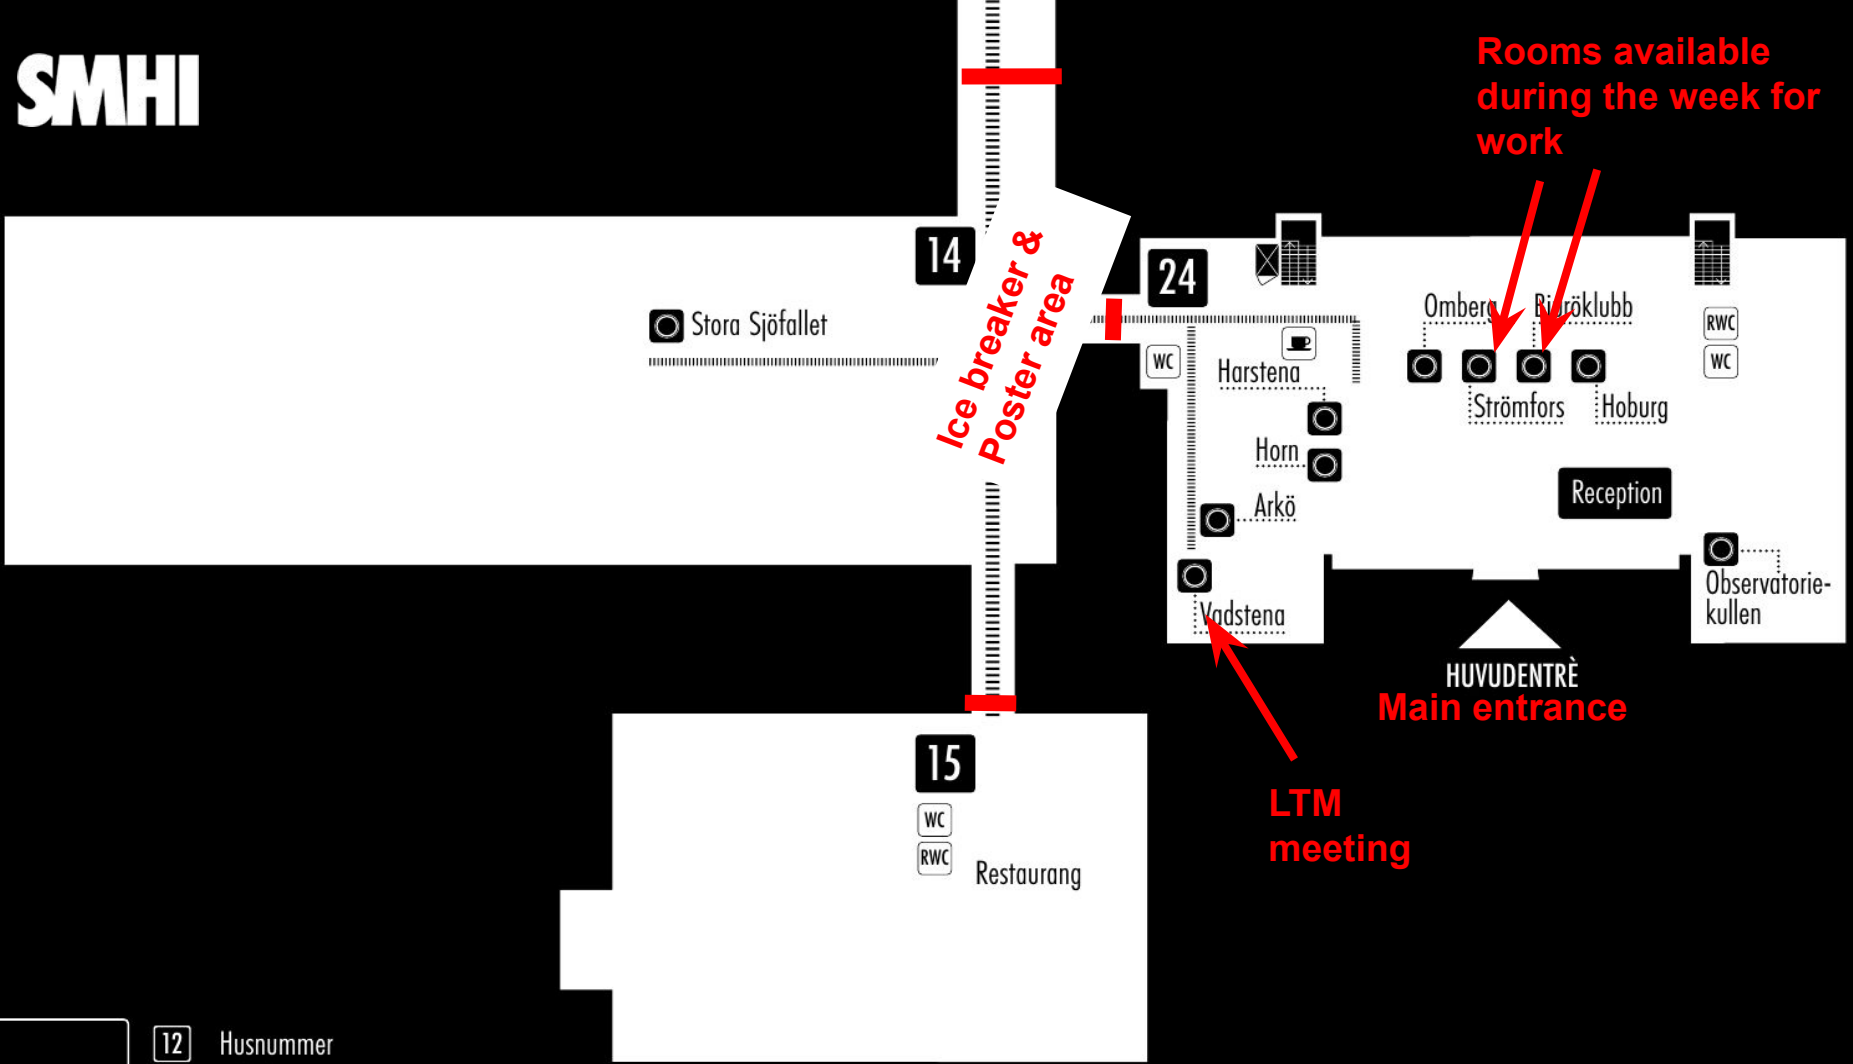 SMHI
Rooms available
during the week for
work
14
Ice breaker &
Poster area
24
Stora Sjöfallet
WC
Harstena
Horn
Arkö
Vadstena
Omberg
Bjuröklubb
Strömfors
Hoburg
RWC
WC
Reception
Observatorie-
kullen
HUVUDENTRÈ
Main entrance
LTM
meeting
15
WC
RWC
Restaurang
12 Husnummer